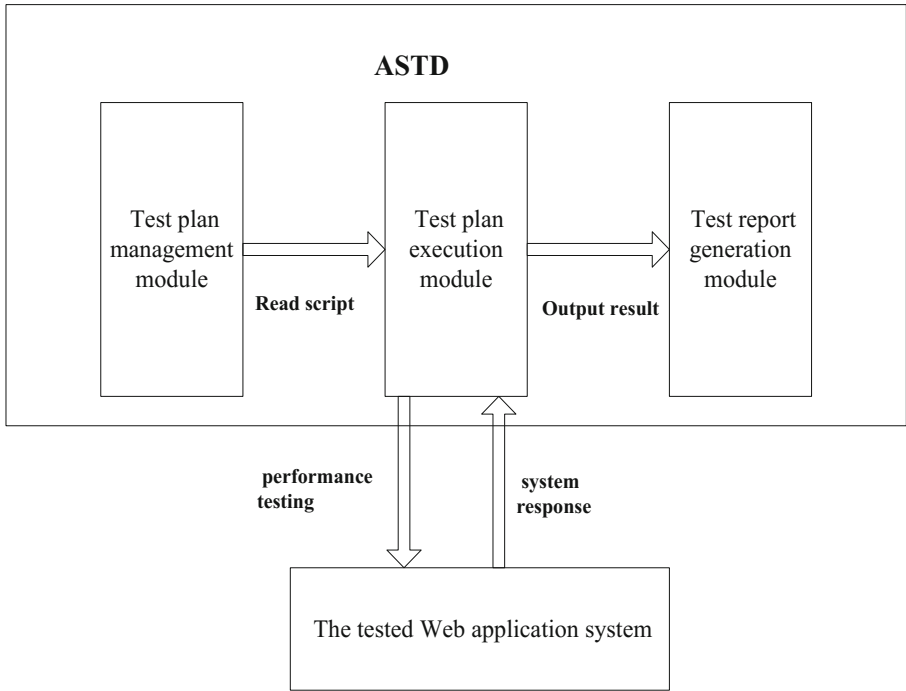 ASTD
Test plan
management
module
Read script
Test plan
execution
module
Output result
Test report
generation
module
performance
testing
system
response
The tested Web application system